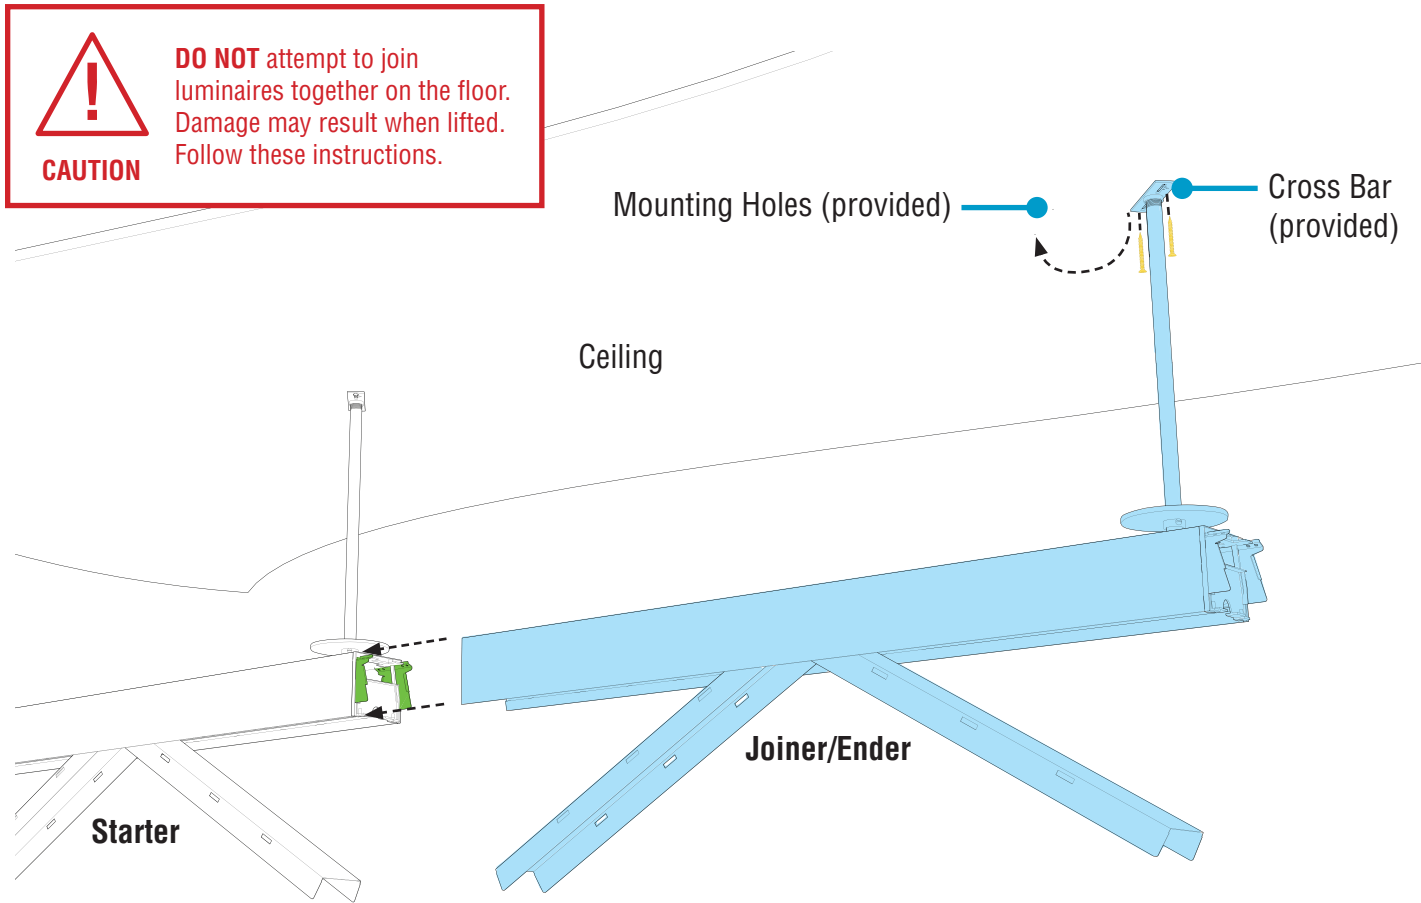 DO NOT attempt to join
luminaires together on the floor.
Damage may result when lifted.
Follow these instructions.
CAUTION
Mounting Holes (provided)
Cross Bar
(provided)
Ceiling
Joiner/Ender
Starter